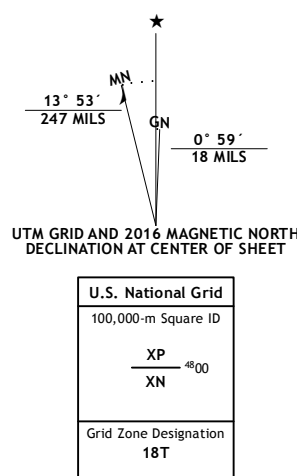 ★
MN
GN
13° 53´
247 MILS
0° 59´
18 MILS
UTM GRID AND 2016 MAGNETIC NORTH
DECLINATION AT CENTER OF SHEET
U.S. National Grid
100,000-m Square ID
XP
4800
XN
Grid Zone Designation
18T